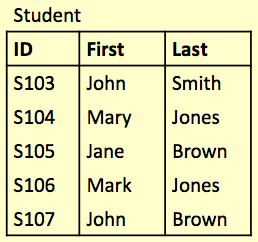 Student
ID First Last
S103 John Smith
S104 Mary Jones
S105 Jane Brown
S106 Mark Jones
S107 John Brown